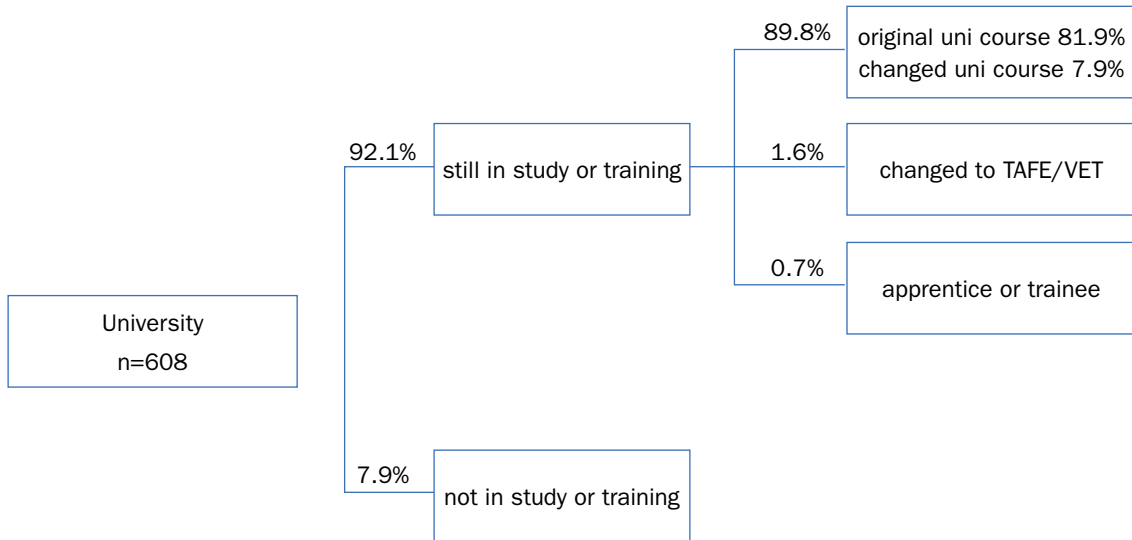 89.8%
original uni course 81.9%
changed uni course 7.9%
92.1%
still in study or training
1.6%
changed to TAFE/VET
0.7%
apprentice or trainee
University
n=608
7.9%
not in study or training